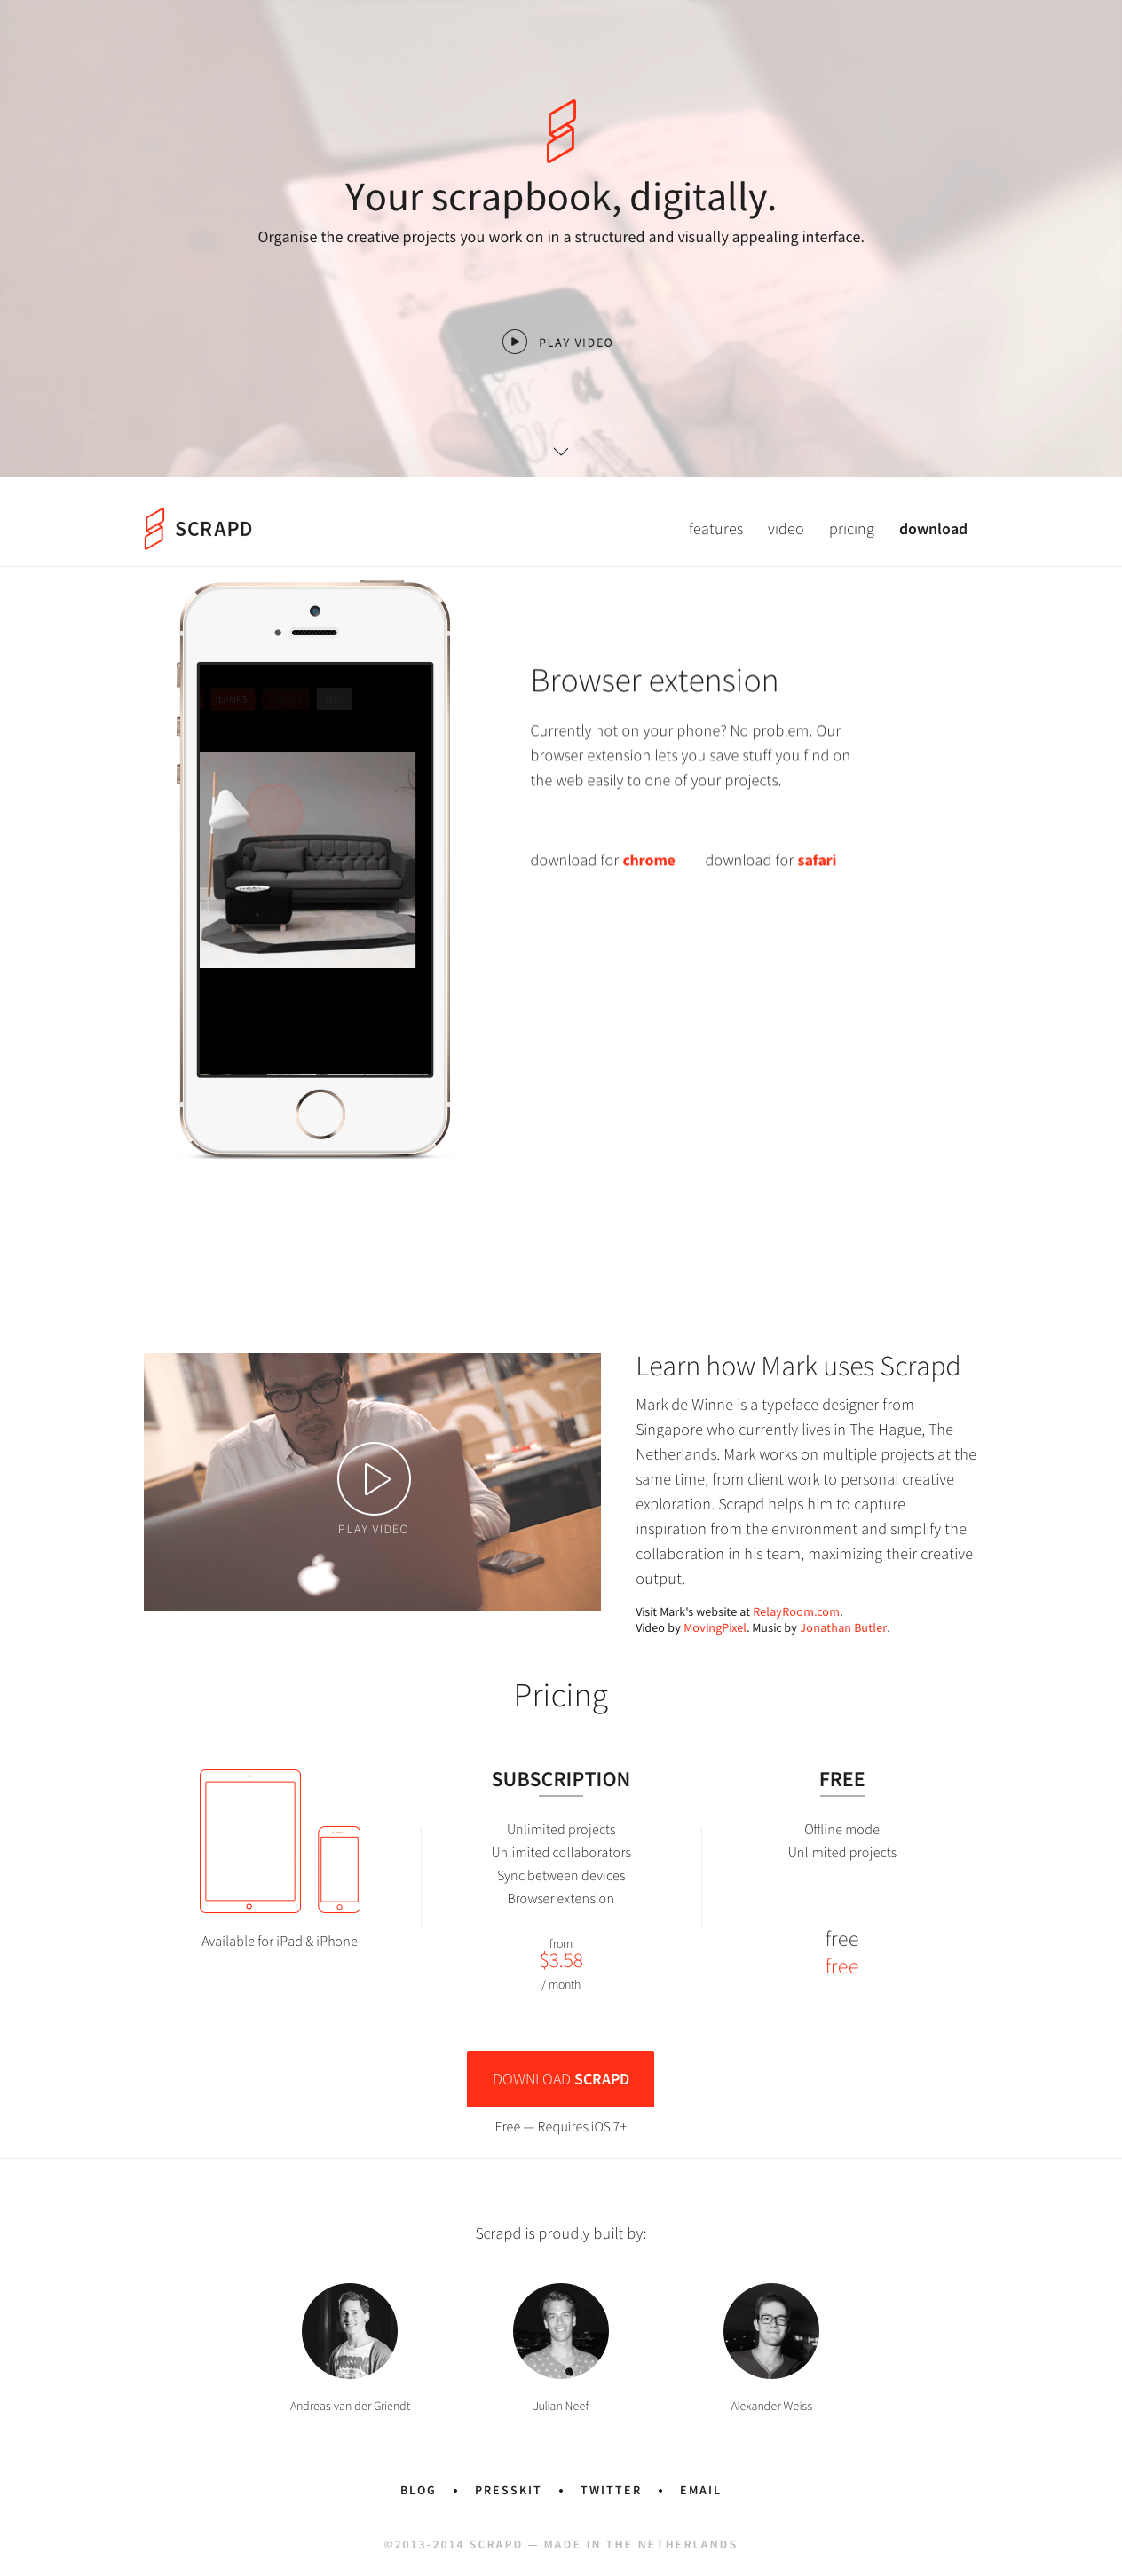 Your scrapbook, digitally.
Organise the creative projects you work on in a structured and visually appealing interface.
PLAY VIDEO
SCRAPD
features video pricing download
LAMPS
Browser extension
Currently not on your phone? No problem. Our
browser extension lets you save stuff you find on
the web easily to one of your projects.
download for chrome download for safari
Learn how Mark uses Scrapd
Mark de Winne is a typeface designer from
Singapore who currently lives in The Hague, The
Netherlands. Mark works on multiple projects at the
same time, from client work to personal creative
exploration. Scrapd helps him to capture
inspiration from the environment and simplify the
collaboration in his team, maximizing their creative
output.
PLAY VIDEO
Visit Mark's website at RelayRoom.com.
Video by MovingPixel. Music by Jonathan Butler.
Pricing
Available for iPad & iPhone
SUBSCRIPTION
Unlimited projects
Unlimited collaborators
Sync between devices
Browser extension
from
$3.58
/ month
FREE
Offline mode
Unlimited projects
free
free
DOWNLOAD SCRAPD
Free — Requires iOS 7+
Scrapd is proudly built by:
Andreas van der Griendt
Julian Neef
Alexander Weiss
BLOG • PRESSKIT • TWITTER • EMAIL
©2013-2014 SCRAPD — MADE IN THE NETHERLANDS